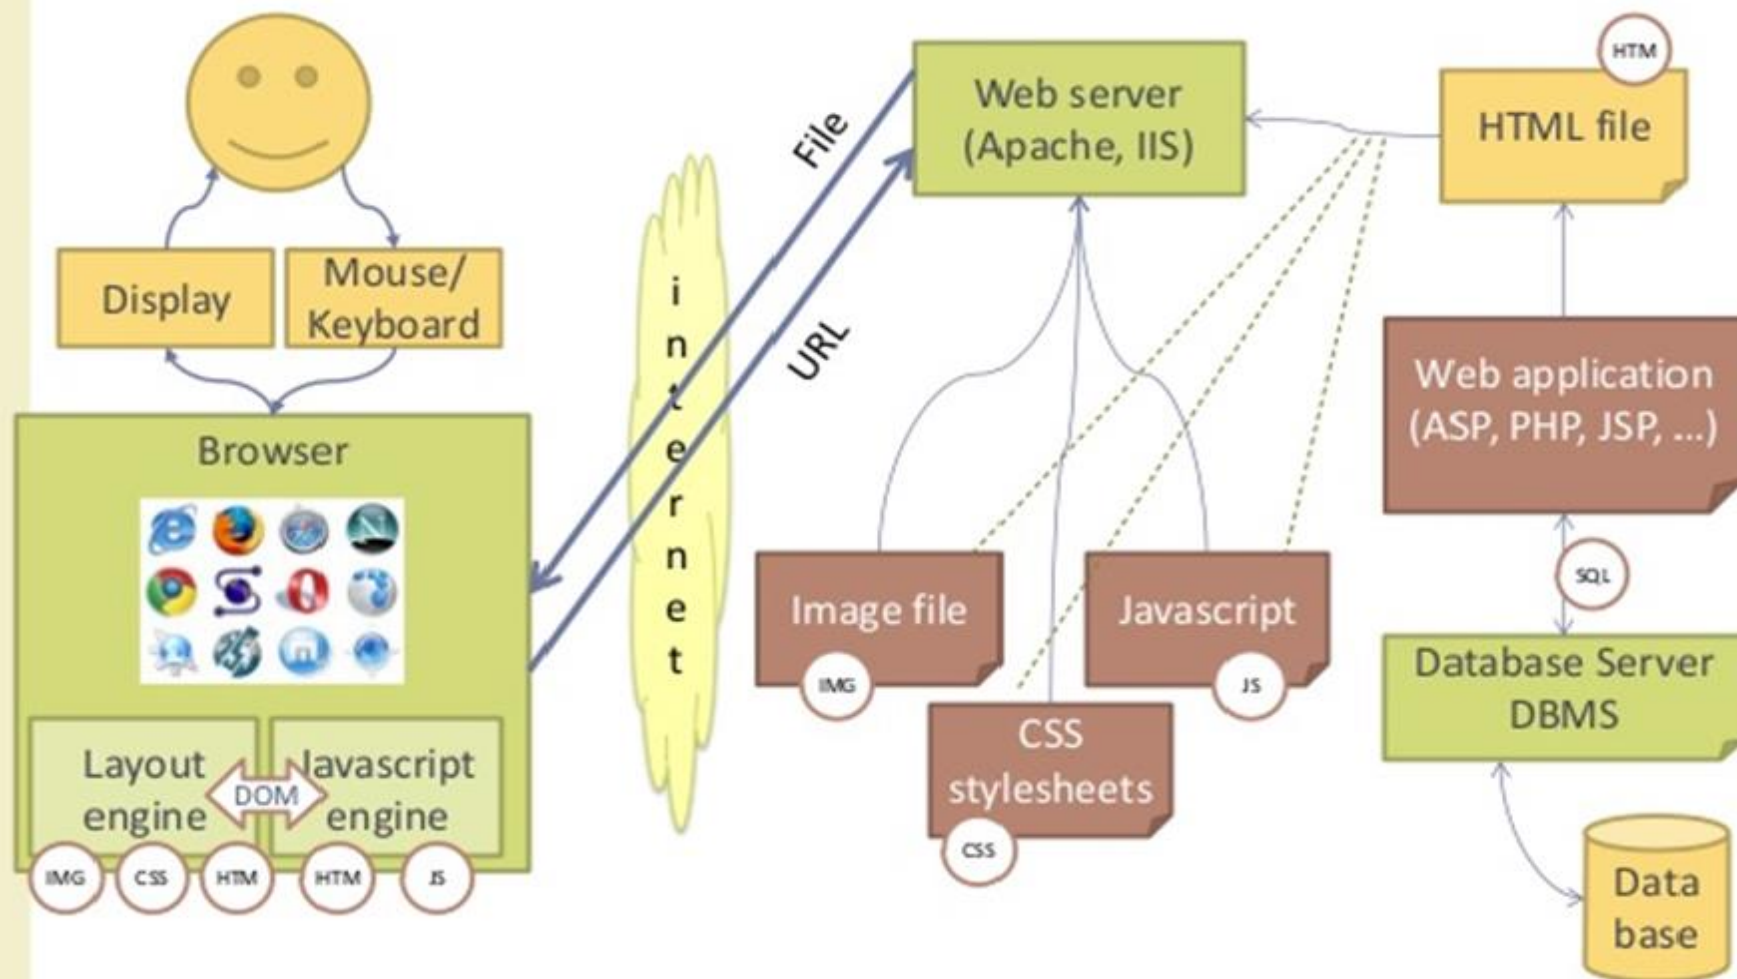 HTM
Web server
(Apache, IIS)
HTML file
File
Display
Mouse/
Keyboard
internet
URL
Web application
(ASP, PHP, JSP, ...)
Browser
SQL
Image file
Javascript
IMG
JS
Database Server
DBMS
CSS
stylesheets
CSS
Layout
engine
DOM
Javascript
engine
IMG
CSS
HTM
HTM
JS
Data
base